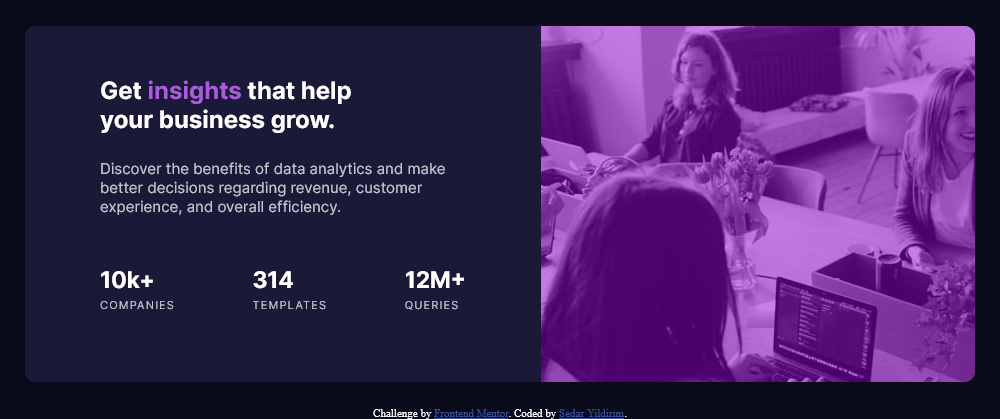 Get insights that help
your business grow.
Discover the benefits of data analytics and make
better decisions regarding revenue, customer
experience, and overall efficiency.
10k+
314
12M+
COMPANIES
TEMPLATES
QUERIES
Challenge by Frontend Mentor. Coded by Sedar Yildirim.